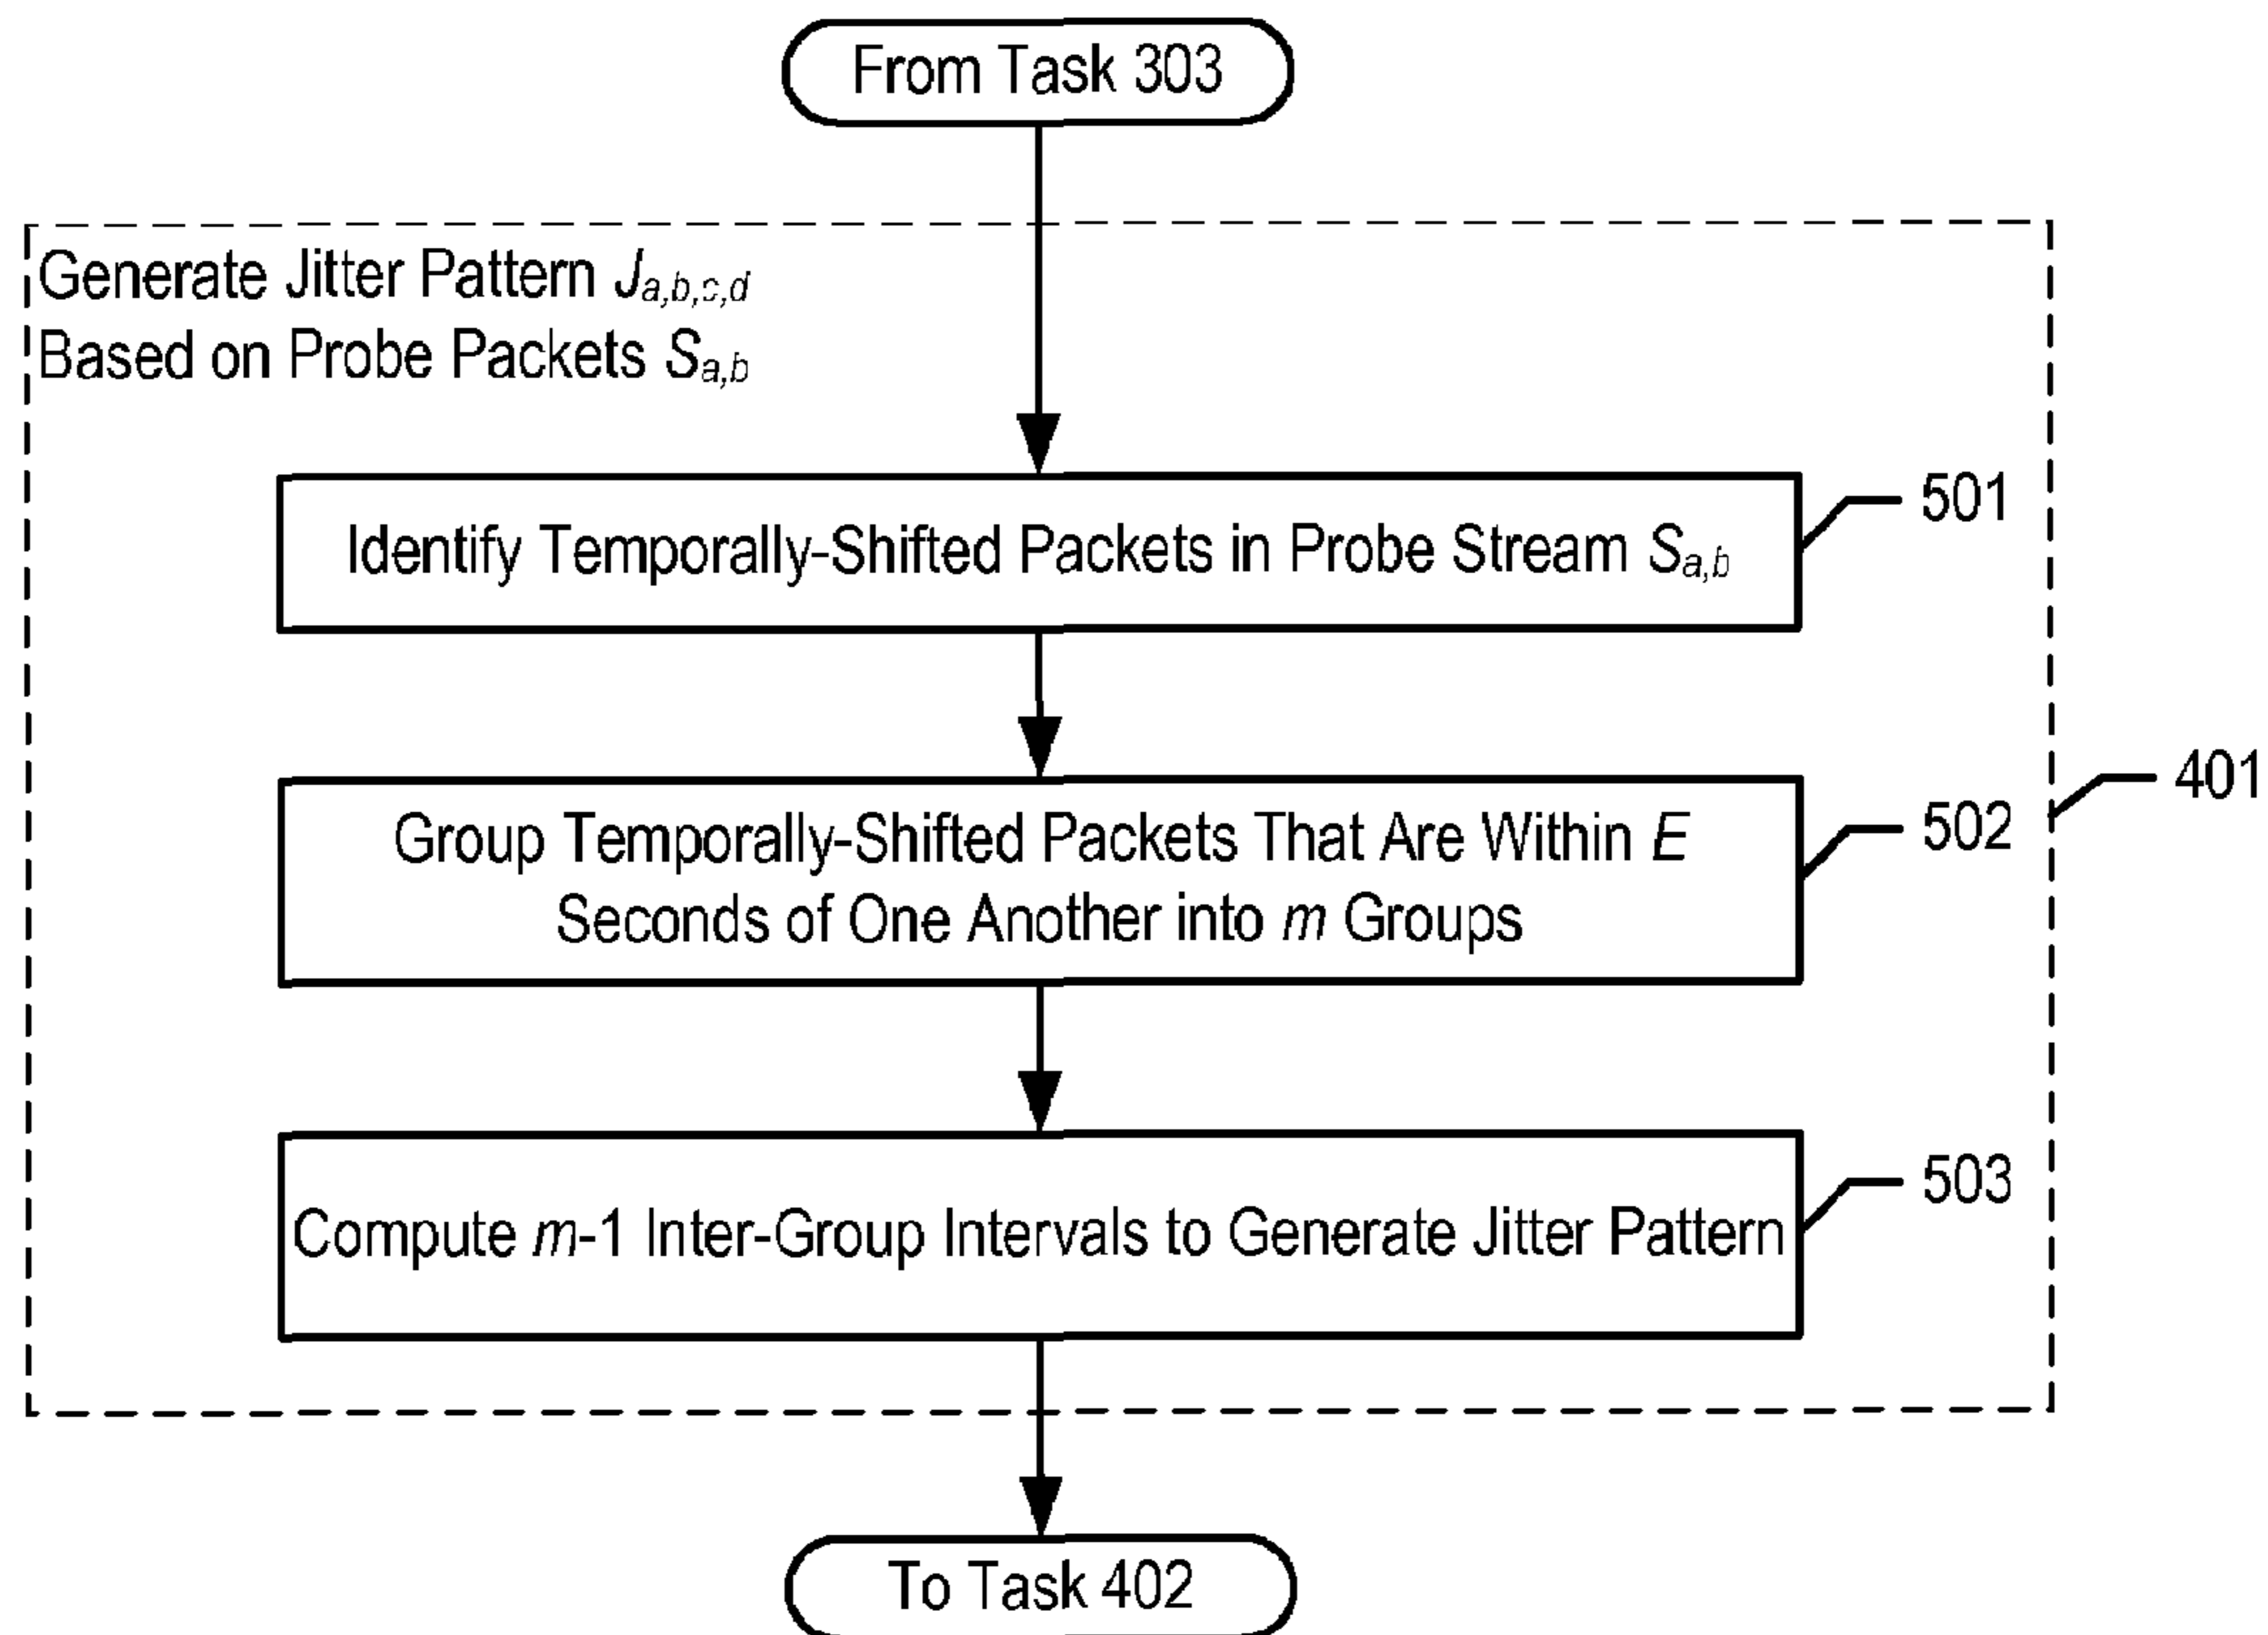 From Task 303
Generate Jitter Pattern Ja,b,c,d
Based on Probe Packets Sa,b
Identify Temporally-Shifted Packets in Probe Stream Sa,b
501
Group Temporally-Shifted Packets That Are Within E
Seconds of One Another into m Groups
502
401
Compute m-1 Inter-Group Intervals to Generate Jitter Pattern
503
To Task 402